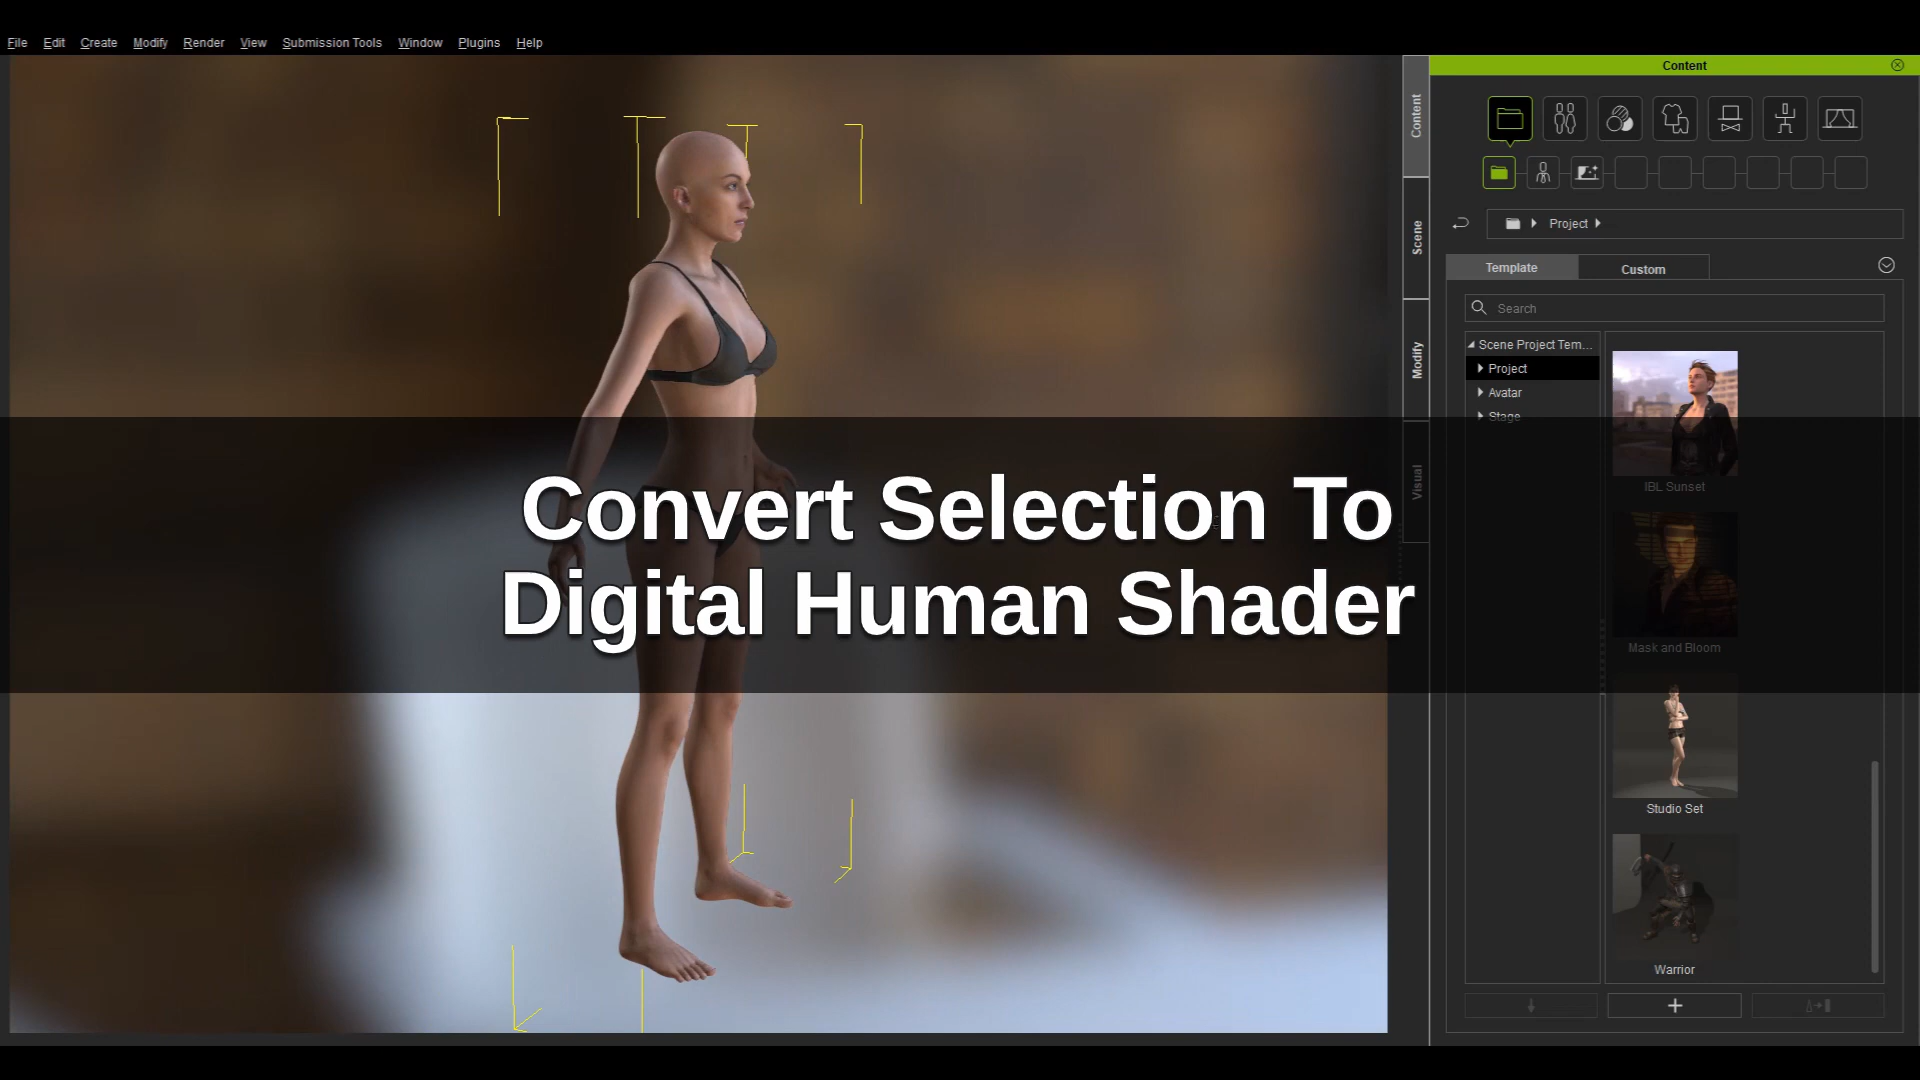 File Edit Create Modify Render View Submission Tools Window Plugins Help
Content
Content
Scene
Modify
Visual
Project
Template Custom
Search
Scene Project Tem...
Project
Avatar
Stage
IBL Sunset
Mask and Bloom
Studio Set
Warrior
Convert Selection To
Digital Human Shader